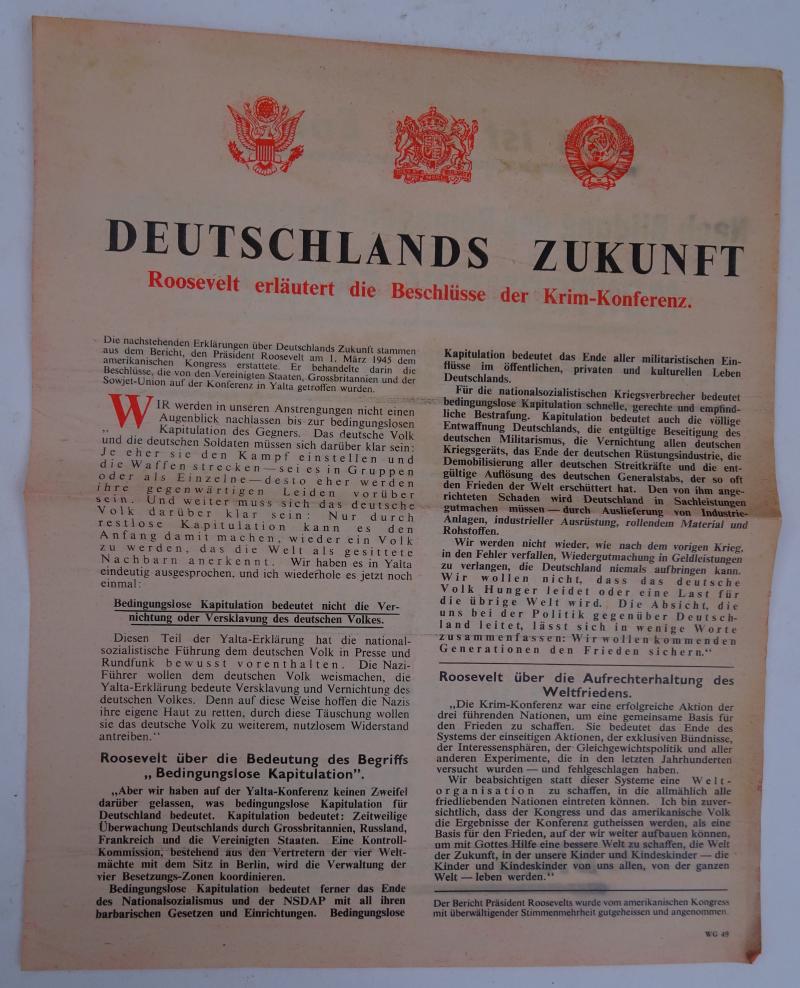 DEUTSCHLANDS ZUKUNFT
Roosevelt erläutert die Beschlüsse der Krim-Konferenz.
Die nachstehenden Erklärungen über Deutschlands Zukunft stammen
aus dem Bericht, den Präsident Roosevelt am 1. März 1945 dem
amerikanischen Kongress erstattete. Er behandelte darin die
Beschlüsse, die von den Vereinigten Staaten, Grossbritannien und der
Sowjet-Union auf der Konferenz in Yalta getroffen wurden.
„WIR werden in unseren Anstrengungen nicht einen
Augenblick nachlassen bis zur bedingungslosen
Kapitulation des Gegners. Das deutsche Volk
und die deutschen Soldaten müssen sich darüber klar sein:
Je eher sie den Kampf einstellen und
die Waffen strecken—sei es in Gruppen
oder als Einzelne—desto eher werden
ihre gegenwärtigen Leiden vorüber
sein. Und weiter muss sich das deutsche
Volk darüber klar sein: Nur durch
restlose Kapitulation kann es den
Anfang damit machen, wieder ein Volk
zu werden, das die Welt als gesittete
Nachbarn anerkennt. Wir haben es in Yalta
eindeutig ausgesprochen, und ich wiederhole es jetzt noch
einmal:
Bedingungslose Kapitulation bedeutet nicht die Ver-
nichtung oder Versklavung des deutschen Volkes.
Diesen Teil der Yalta-Erklärung hat die national-
sozialistische Führung dem deutschen Volk in Presse und
Rundfunk bewusst vorenthalten. Die Nazi-
Führer wollen dem deutschen Volk weismachen, die
Yalta-Erklärung bedeute Versklavung und Vernichtung des
deutschen Volkes. Denn auf diese Weise hoffen die Nazis
ihre eigene Haut zu retten, durch diese Täuschung wollen
sie das deutsche Volk zu weiterem, nutzlosem Widerstand
antreiben.“
Roosevelt über die Bedeutung des Begriffs
„Bedingungslose Kapitulation”.
„Aber wir haben auf der Yalta-Konferenz keinen Zweifel
darüber gelassen, was bedingungslose Kapitulation für
Deutschland bedeutet. Kapitulation bedeutet: Zeitweilige
Überwachung Deutschlands durch Grossbritannien, Russland,
Frankreich und die Vereinigten Staaten. Eine Kontroll-
Kommission, bestehend aus den Vertretern der vier Welt-
mächte mit dem Sitz in Berlin, wird die Verwaltung der
vier Besetzungs-Zonen koordinieren.
Bedingungslose Kapitulation bedeutet ferner das Ende
des Nationalsozialismus und der NSDAP mit all ihren
barbarischen Gesetzen und Einrichtungen. Bedingungslose
Kapitulation bedeutet das Ende aller militaristischen Ein-
flüsse im öffentlichen, privaten und kulturellen Leben
Deutschlands.
Für die nationalsozialistischen Kriegsverbrecher bedeutet
bedingungslose Kapitulation schnelle, gerechte und empfind-
liche Bestrafung. Kapitulation bedeutet auch die völlige
Entwaffnung Deutschlands, die entgültige Beseitigung des
deutschen Militarismus, die Vernichtung allen deutschen
Kriegsgeräts, das Ende der deutschen Rüstungsindustrie, die
Demobilisierung aller deutschen Streitkräfte und die ent-
gültige Auflösung des deutschen Generalstabs, der so oft
den Frieden der Welt erschüttert hat. Den von ihm ange-
richteten Schaden wird Deutschland in Sachleistungen
gutmachen müssen—durch Auslieferung von Industrie-
Anlagen, industrieller Ausrüstung, rollendem Material und
Rohstoffen.
Wir werden nicht wieder, wie nach dem vorigen Krieg,
in den Fehler verfallen, Wiedergutmachung in Geldleistungen
zu verlangen, die Deutschland niemals aufbringen kann.
Wir wollen nicht, dass das deutsche
Volk Hunger leidet oder eine Last für
die übrige Welt wird. Die Absicht, die
uns bei der Politik gegenüber Deutsch-
land leitet, lässt sich in wenige Worte
zusammenfassen: Wir wollen kommenden
Generationen den Frieden sichern.“
Roosevelt über die Aufrechterhaltung des
Weltfriedens.
„Die Krim-Konferenz war eine erfolgreiche Aktion der
drei führenden Nationen, um eine gemeinsame Basis für
den Frieden zu schaffen. Sie bedeutet das Ende des
Systems der einseitigen Aktionen, der exklusiven Bündnisse,
der Interessensphären, der Gleichgewichtspolitik und aller
anderen Experimente, die in den letzten Jahrhunderten
versucht wurden — und fehlgeschlagen haben.
Wir beabsichtigen statt dieser Systeme eine Welt-
organisation zu schaffen, in die allmählich alle
friedliebenden Nationen eintreten können. Ich bin zuver-
sichtlich, dass der Kongress und das amerikanische Volk
die Ergebnisse der Konferenz gutheissen werden, als eine
Basis für den Frieden, auf der wir weiter aufbauen können,
um mit Gottes Hilfe eine bessere Welt zu schaffen, die Welt
der Zukunft, in der unsere Kinder und Kindeskinder — die
Kinder und Kindeskinder von uns allen, von der ganzen
Welt — leben werden.“
Der Bericht Präsident Roosevelts wurde vom amerikanischen Kongress
mit überwältigender Stimmenmehrheit gutgeheissen und angenommen.
WG 49